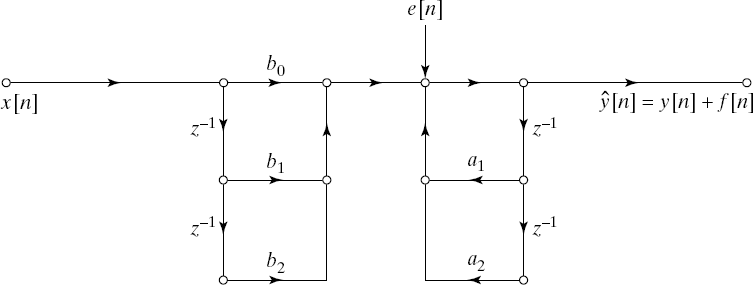 e[n]
b₀
x[n]
ŷ[n] = y[n] + f[n]
z⁻¹
z⁻¹
b₁
a₁
z⁻¹
z⁻¹
b₂
a₂